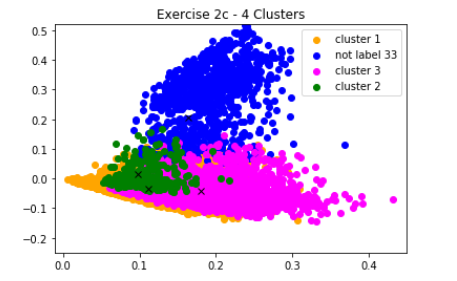 Exercise 2c - 4 Clusters
0.5
0.4
0.3
0.2
0.1
0.0
−0.1
−0.2
cluster 1
not label 33
cluster 3
cluster 2
0.0 0.1 0.2 0.3 0.4